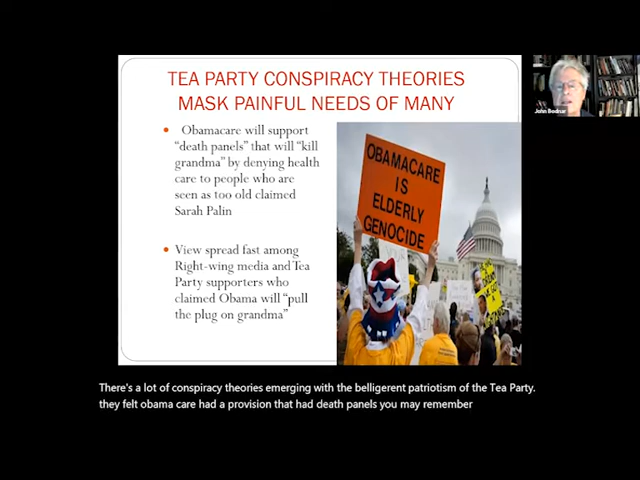 TEA PARTY CONSPIRACY THEORIES
MASK PAINFUL NEEDS OF MANY
Obamacare will support
“death panels” that will “kill
grandma” by denying health
care to people who are
seen as too old claimed
Sarah Palin
View spread fast among
Right-wing media and Tea
Party supporters who
claimed Obama will “pull
the plug on grandma”
OBAMACARE
IS
ELDERLY
GENOCIDE
John Bednar
There's a lot of conspiracy theories emerging with the belligerent patriotism of the Tea Party.
they felt obama care had a provision that had death panels you may remember